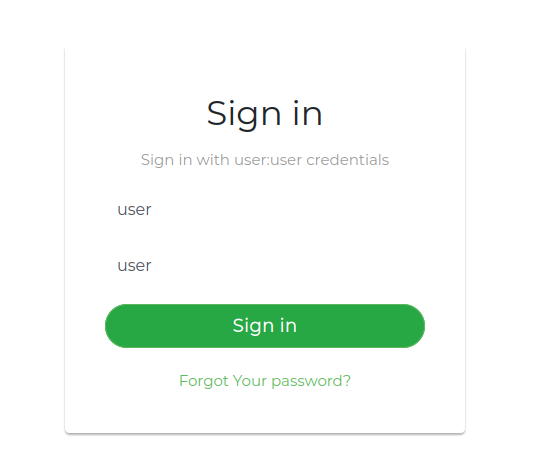 Sign in
Sign in with user:user credentials
user
user
Sign in
Forgot Your password?